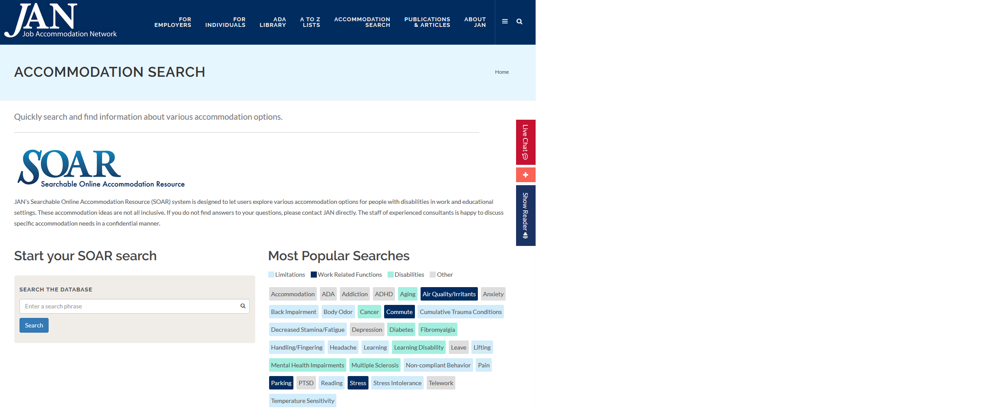 JAN
Job Accommodation Network
FOR EMPLOYERS
FOR INDIVIDUALS
ADA LIBRARY
A TO Z LISTS
ACCOMMODATION SEARCH
PUBLICATIONS & ARTICLES
ABOUT JAN
ACCOMMODATION SEARCH
Home
Quickly search and find information about various accommodation options.
Live Chat
Show Reader
SOAR
Searchable Online Accommodation Resource
JAN's Searchable Online Accommodation Resource (SOAR) system is designed to let users explore various accommodation options for people with disabilities in work and educational
settings. These accommodation ideas are not all inclusive. If you do not find answers to your questions, please contact JAN directly. The staff of experienced consultants is happy to discuss
specific accommodation needs in a confidential manner.
Start your SOAR search
SEARCH THE DATABASE
Enter a search phrase
Search
Most Popular Searches
Limitations Work Related Functions Disabilities Other
Accommodation ADA Addiction ADHD Aging Air Quality/Irritants Anxiety
Back Impairment Body Odor Cancer Commute Cumulative Trauma Conditions
Decreased Stamina/Fatigue Depression Diabetes Fibromyalgia
Handling/Fingering Headache Learning Learning Disability Leave Lifting
Mental Health Impairments Multiple Sclerosis Non-compliant Behavior Pain
Parking PTSD Reading Stress Stress Intolerance Telework
Temperature Sensitivity